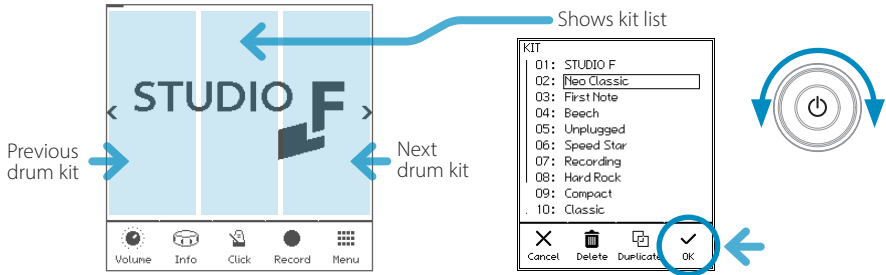 Shows kit list
STUDIO F
Previous
drum kit
Next
drum kit
Volume
Info
Click
Record
Menu
KIT
01: STUDIO F
02: Neo Classic
03: First Note
04: Beech
05: Unplugged
06: Speed Star
07: Recording
08: Hard Rock
09: Compact
10: Classic
Cancel
Delete
Duplicate
OK